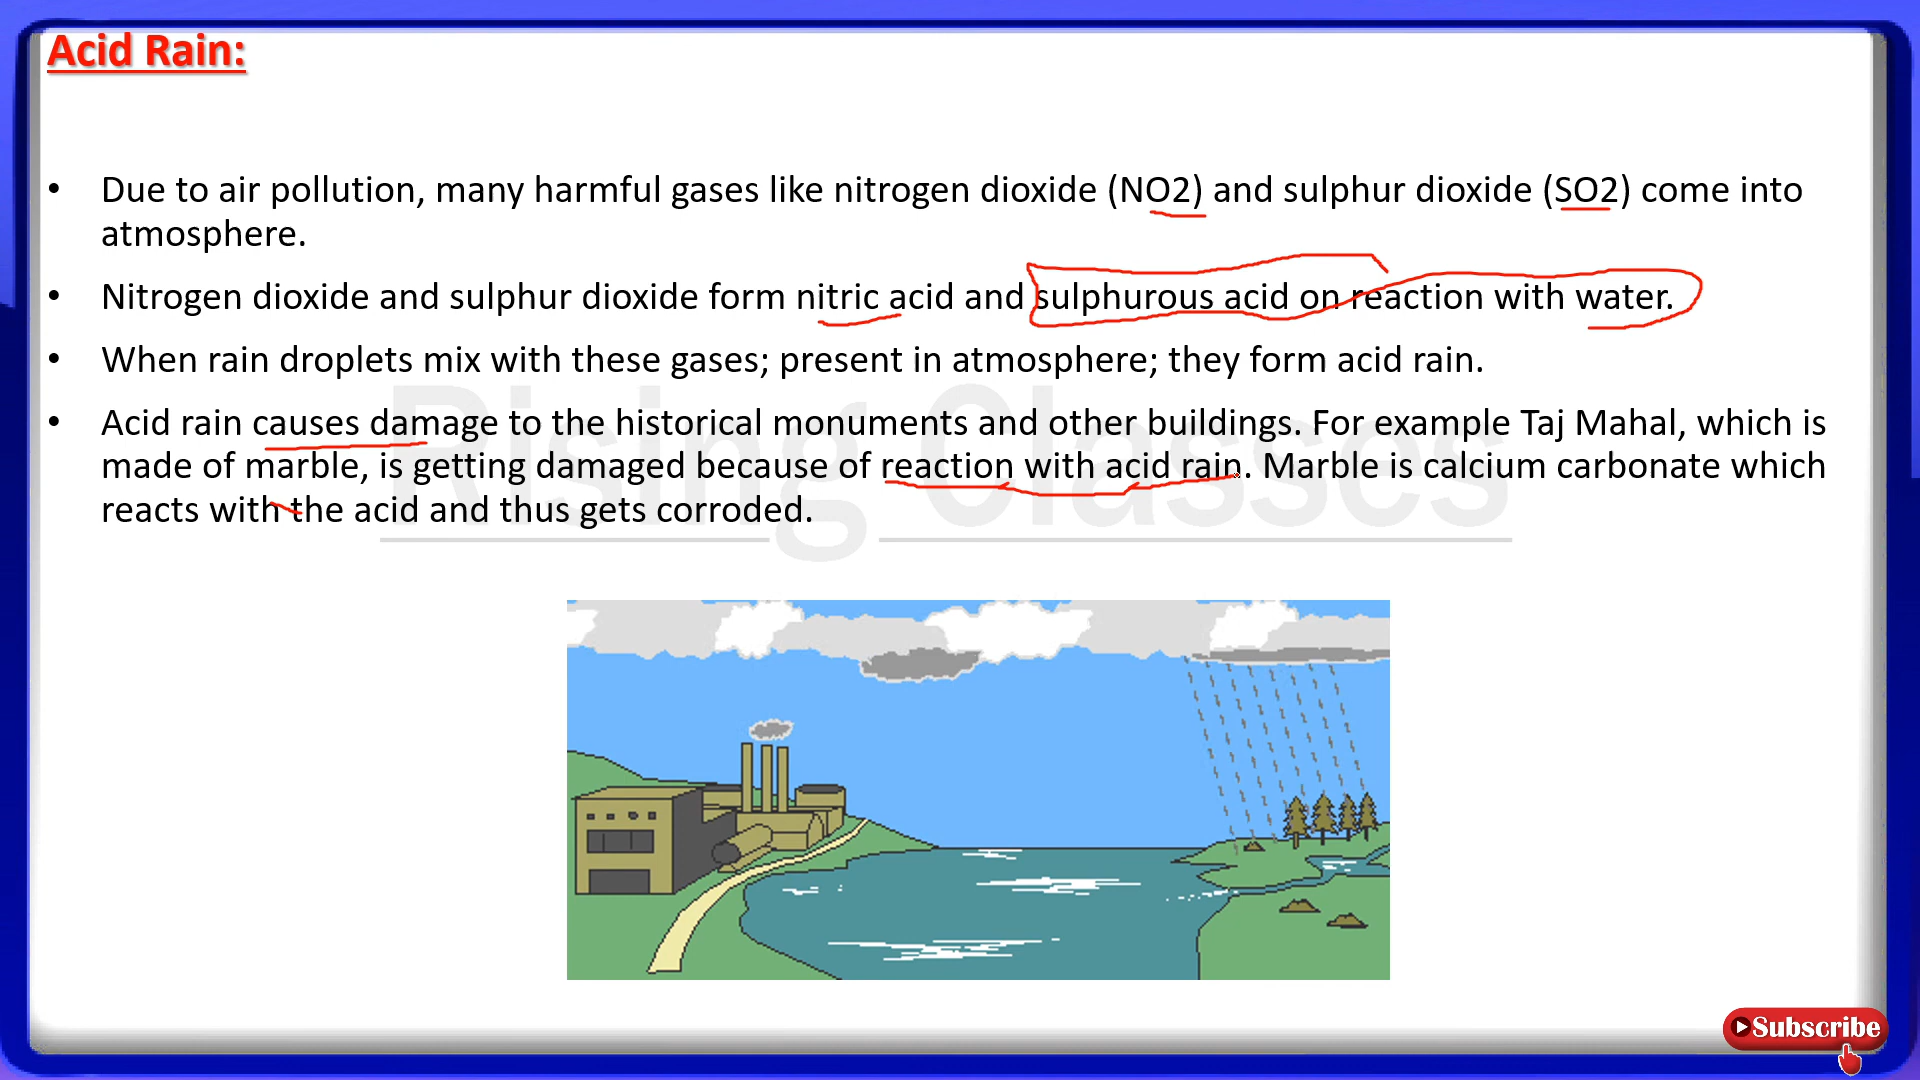 Acid Rain:
• Due to air pollution, many harmful gases like nitrogen dioxide (NO2) and sulphur dioxide (SO2) come into
atmosphere.
• Nitrogen dioxide and sulphur dioxide form nitric acid and sulphurous acid on reaction with water.
• When rain droplets mix with these gases; present in atmosphere; they form acid rain.
• Acid rain causes damage to the historical monuments and other buildings. For example Taj Mahal, which is
made of marble, is getting damaged because of reaction with acid rain. Marble is calcium carbonate which
reacts with the acid and thus gets corroded.
Rising Classes
Subscribe